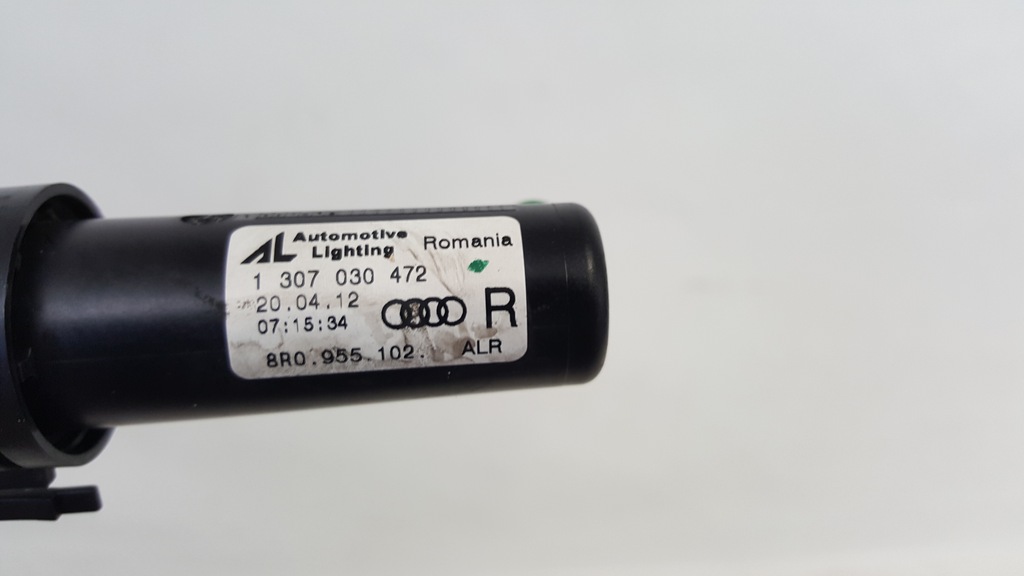 AL Automotive Lighting Romania
1 307 030 472
20.04.12
07:15:34
R
8R0.955.102. ALR